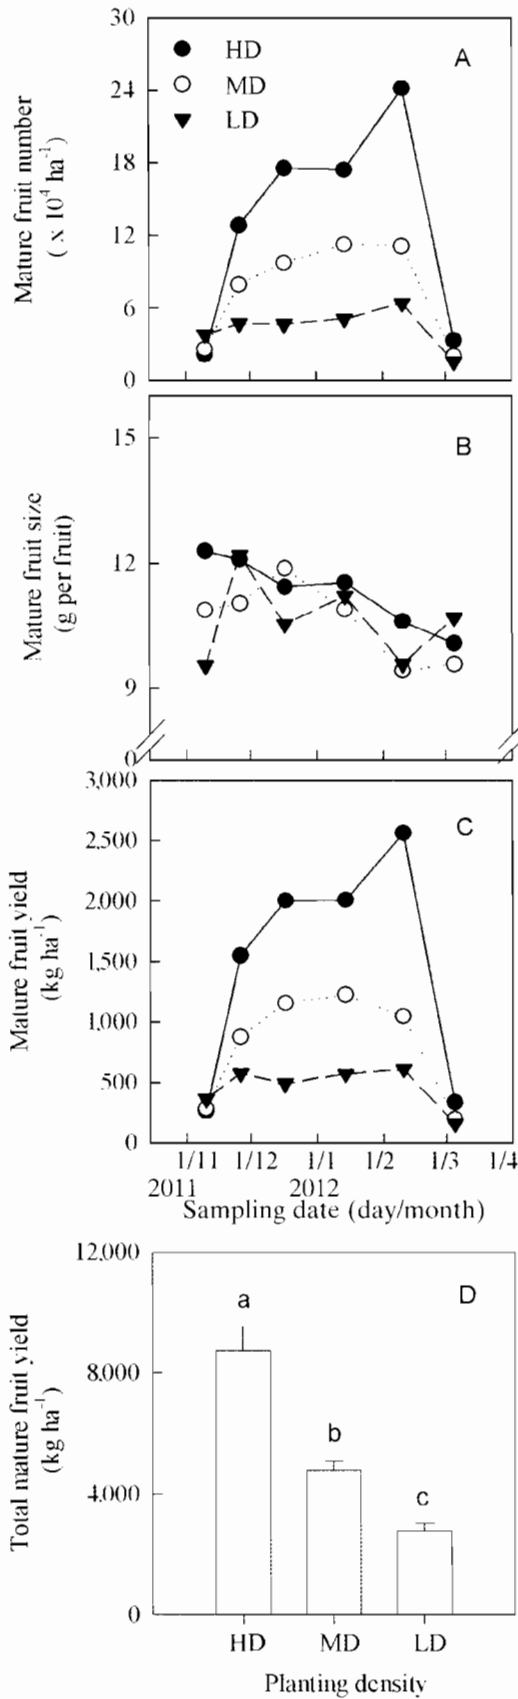 30
24
18
12
6
0
Mature fruit number
( x 10⁴ ha⁻¹)
HD
MD
LD
A
15
12
9
0
Mature fruit size
(g per fruit)
B
3,000
2,500
2,000
1,500
1,000
500
0
Mature fruit yield
(kg ha⁻¹)
C
1/11 1/12 1/1 1/2 1/3 1/4
2011 2012
Sampling date (day/month)
12,000
8,000
4,000
0
Total mature fruit yield
(kg ha⁻¹)
D
a
b
c
HD MD LD
Planting density